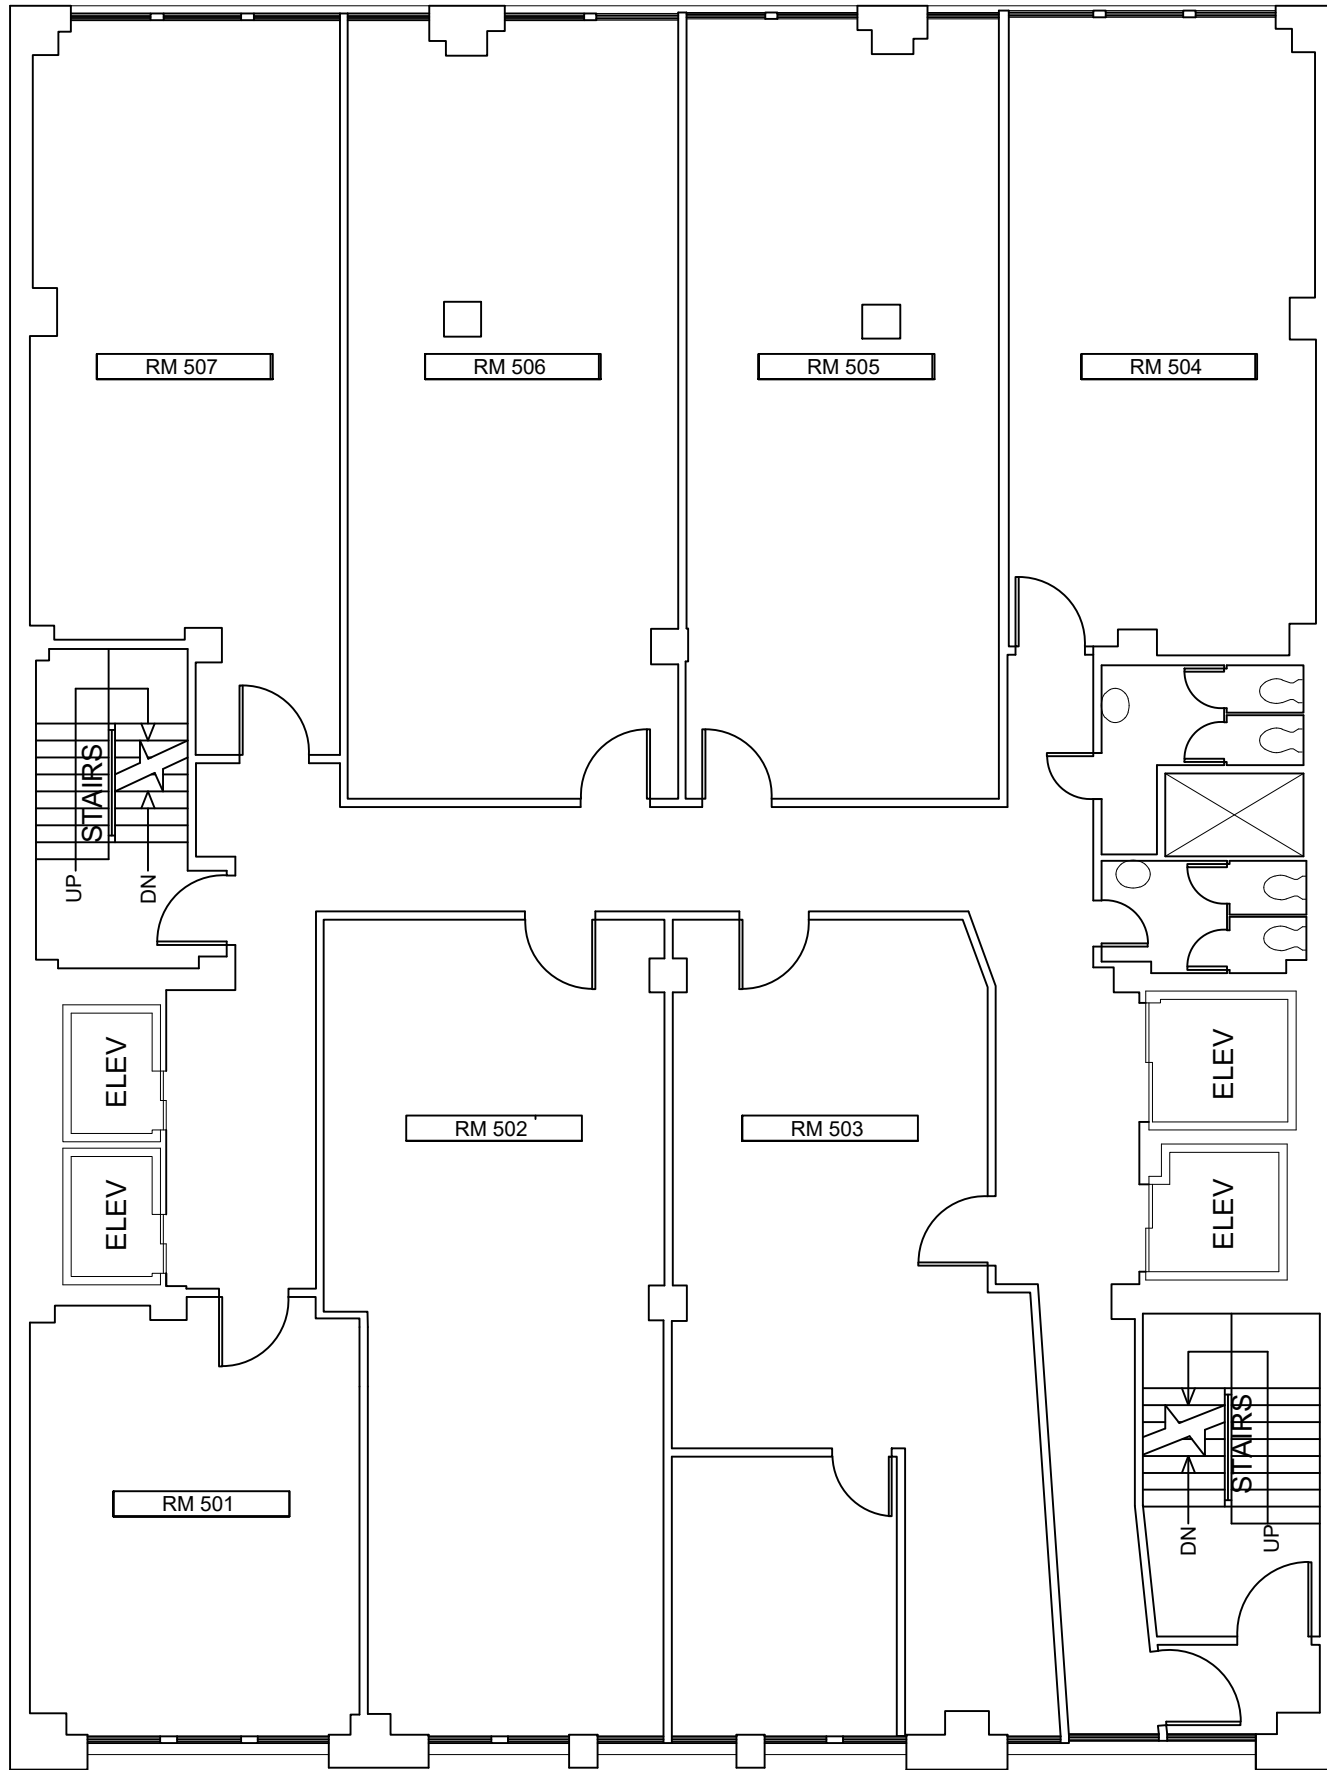 RM 507
RM 506
RM 505
RM 504
STAIRS
UP
DN
ELEV
ELEV
RM 502
RM 503
ELEV
ELEV
RM 501
STAIRS
DN
UP